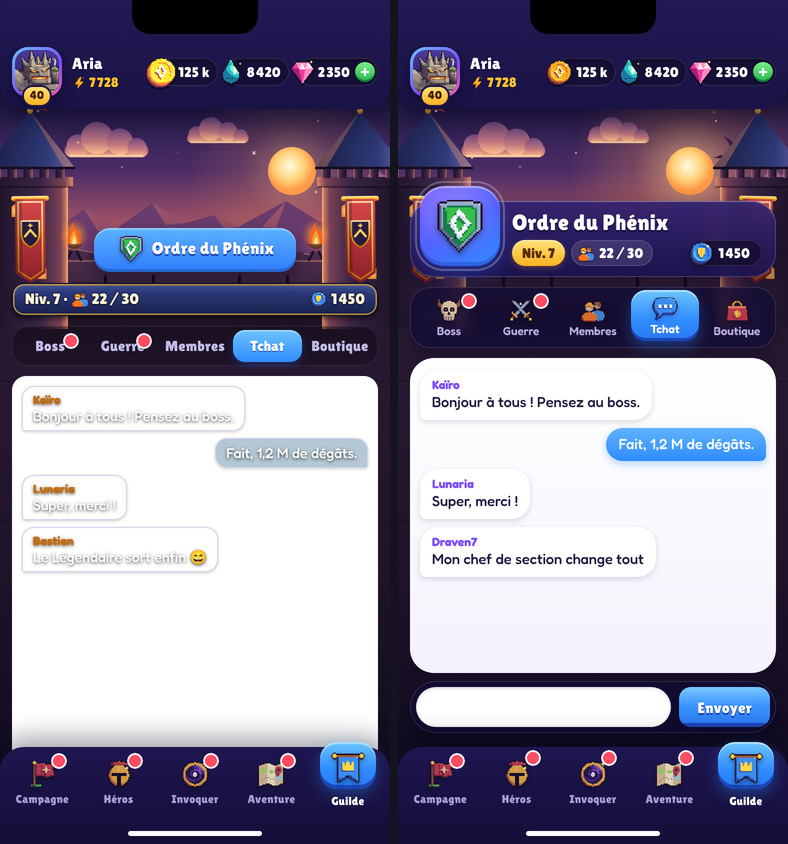 Aria
7728
40
125 k
8420
2350
Ordre du Phénix
Niv. 7 · 22 / 30
1450
Boss
Guerre
Membres
Tchat
Boutique
Kaïro
Bonjour à tous ! Pensez au boss.
Fait, 1,2 M de dégâts.
Lunaria
Super, merci !
Bastien
Le Légendaire sort enfin 😄
Campagne
Héros
Invoquer
Aventure
Guilde
Aria
7728
40
125 k
8420
2350
Ordre du Phénix
Niv. 7
22 / 30
1450
Boss
Guerre
Membres
Tchat
Boutique
Kaïro
Bonjour à tous ! Pensez au boss.
Fait, 1,2 M de dégâts.
Lunaria
Super, merci !
Draven7
Mon chef de section change tout
Envoyer
Campagne
Héros
Invoquer
Aventure
Guilde